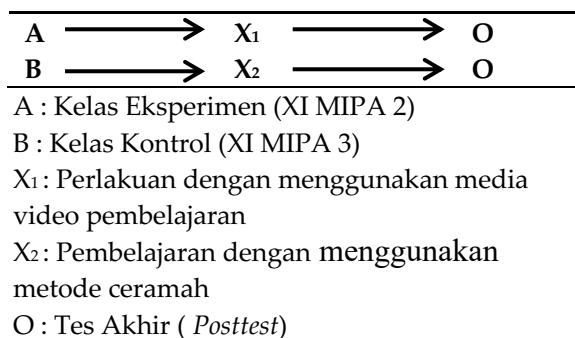 A X1 O
B X2 O
A : Kelas Eksperimen (XI MIPA 2)
B : Kelas Kontrol (XI MIPA 3)
X1 : Perlakuan dengan menggunakan media
video pembelajaran
X2 : Pembelajaran dengan menggunakan
metode ceramah
O : Tes Akhir ( Posttest)